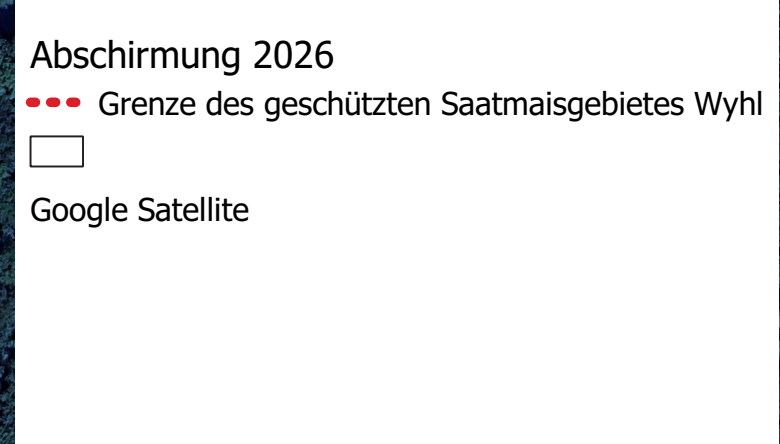 Abschirmung 2026
Grenze des geschützten Saatmaisgebietes Wyhl
Google Satellite